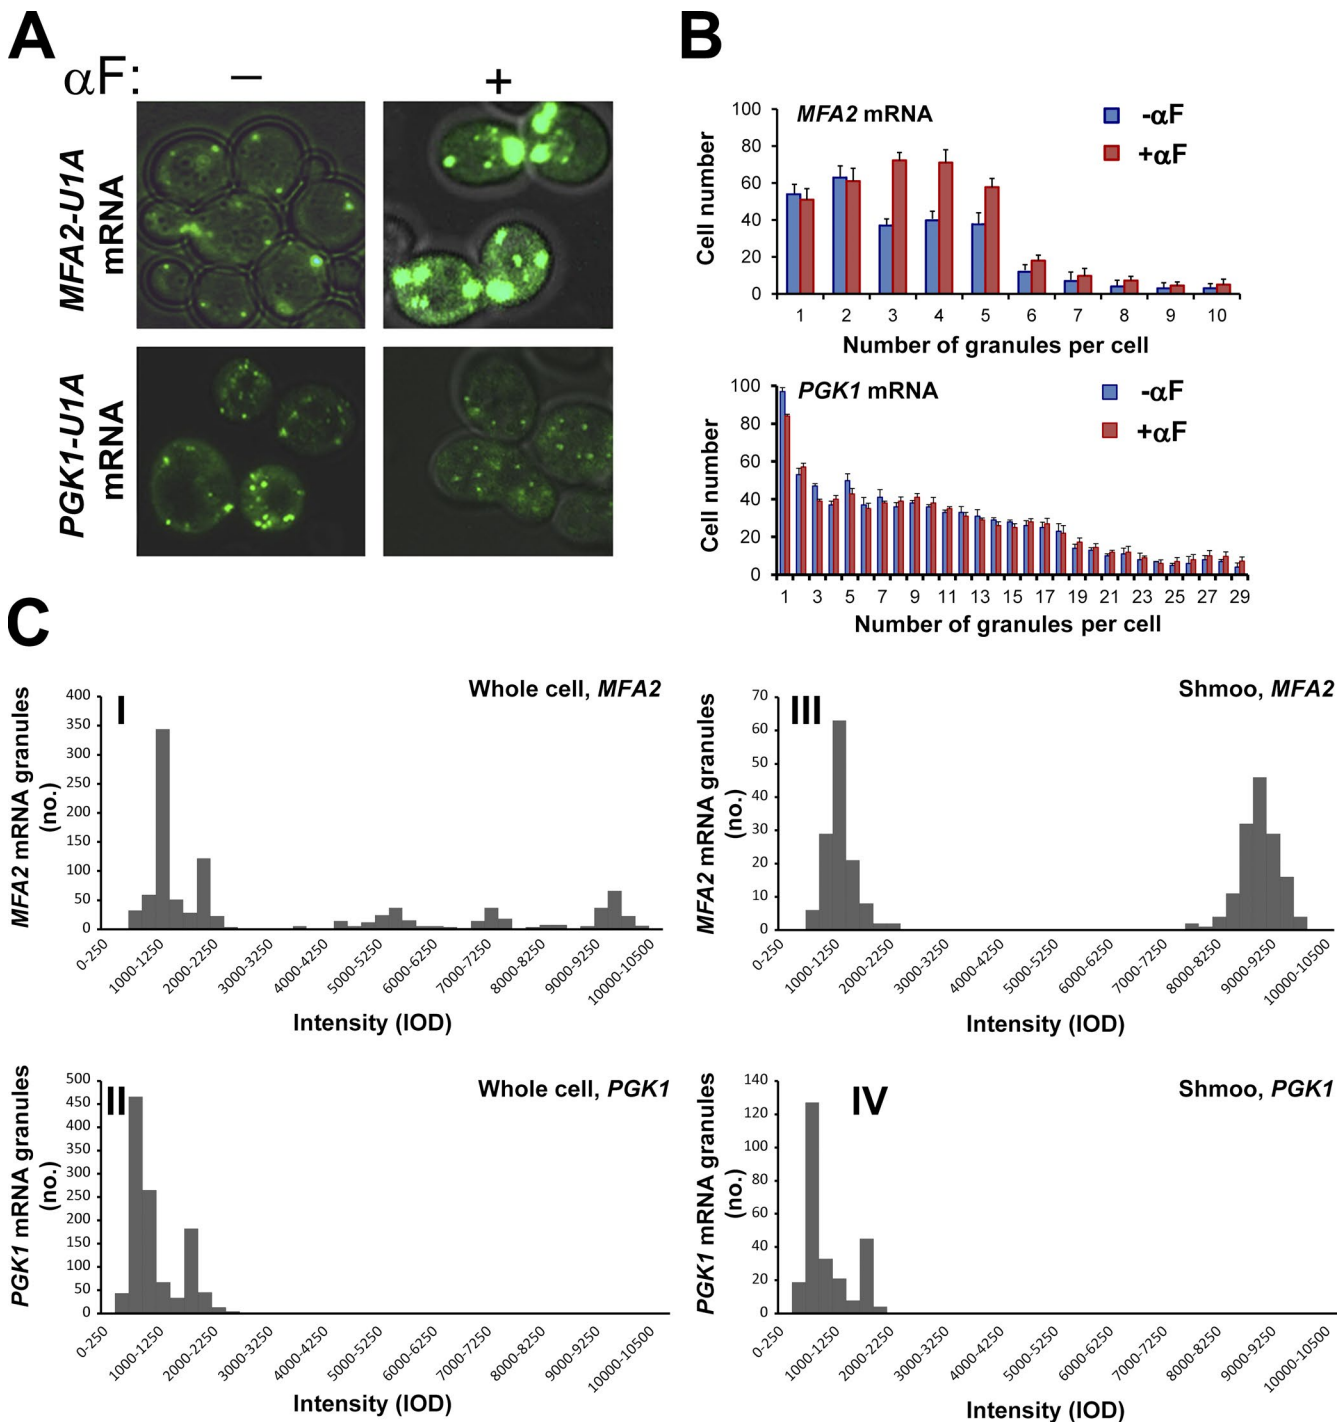 A
αF: − +
MFA2-U1A
mRNA
PGK1-U1A
mRNA
B
MFA2 mRNA
-αF
+αF
Cell number
100
80
60
40
20
0
1 2 3 4 5 6 7 8 9 10
Number of granules per cell
PGK1 mRNA
-αF
+αF
Cell number
100
80
60
40
20
0
1 3 5 7 9 11 13 15 17 19 21 23 25 27 29
Number of granules per cell
C
I
Whole cell, MFA2
MFA2 mRNA granules
(no.)
400
350
300
250
200
150
100
50
0
0-250 1000-1250 2000-2250 3000-3250 4000-4250 5000-5250 6000-6250 7000-7250 8000-8250 9000-9250 10000-10500
Intensity (IOD)
III
Shmoo, MFA2
MFA2 mRNA granules
(no.)
70
60
50
40
30
20
10
0
0-250 1000-1250 2000-2250 3000-3250 4000-4250 5000-5250 6000-6250 7000-7250 8000-8250 9000-9250 10000-10500
Intensity (IOD)
II
Whole cell, PGK1
PGK1 mRNA granules
(no.)
500
450
400
350
300
250
200
150
100
50
0
0-250 1000-1250 2000-2250 3000-3250 4000-4250 5000-5250 6000-6250 7000-7250 8000-8250 9000-9250 10000-10500
Intensity (IOD)
IV
Shmoo, PGK1
PGK1 mRNA granules
(no.)
140
120
100
80
60
40
20
0
0-250 1000-1250 2000-2250 3000-3250 4000-4250 5000-5250 6000-6250 7000-7250 8000-8250 9000-9250 10000-10500
Intensity (IOD)